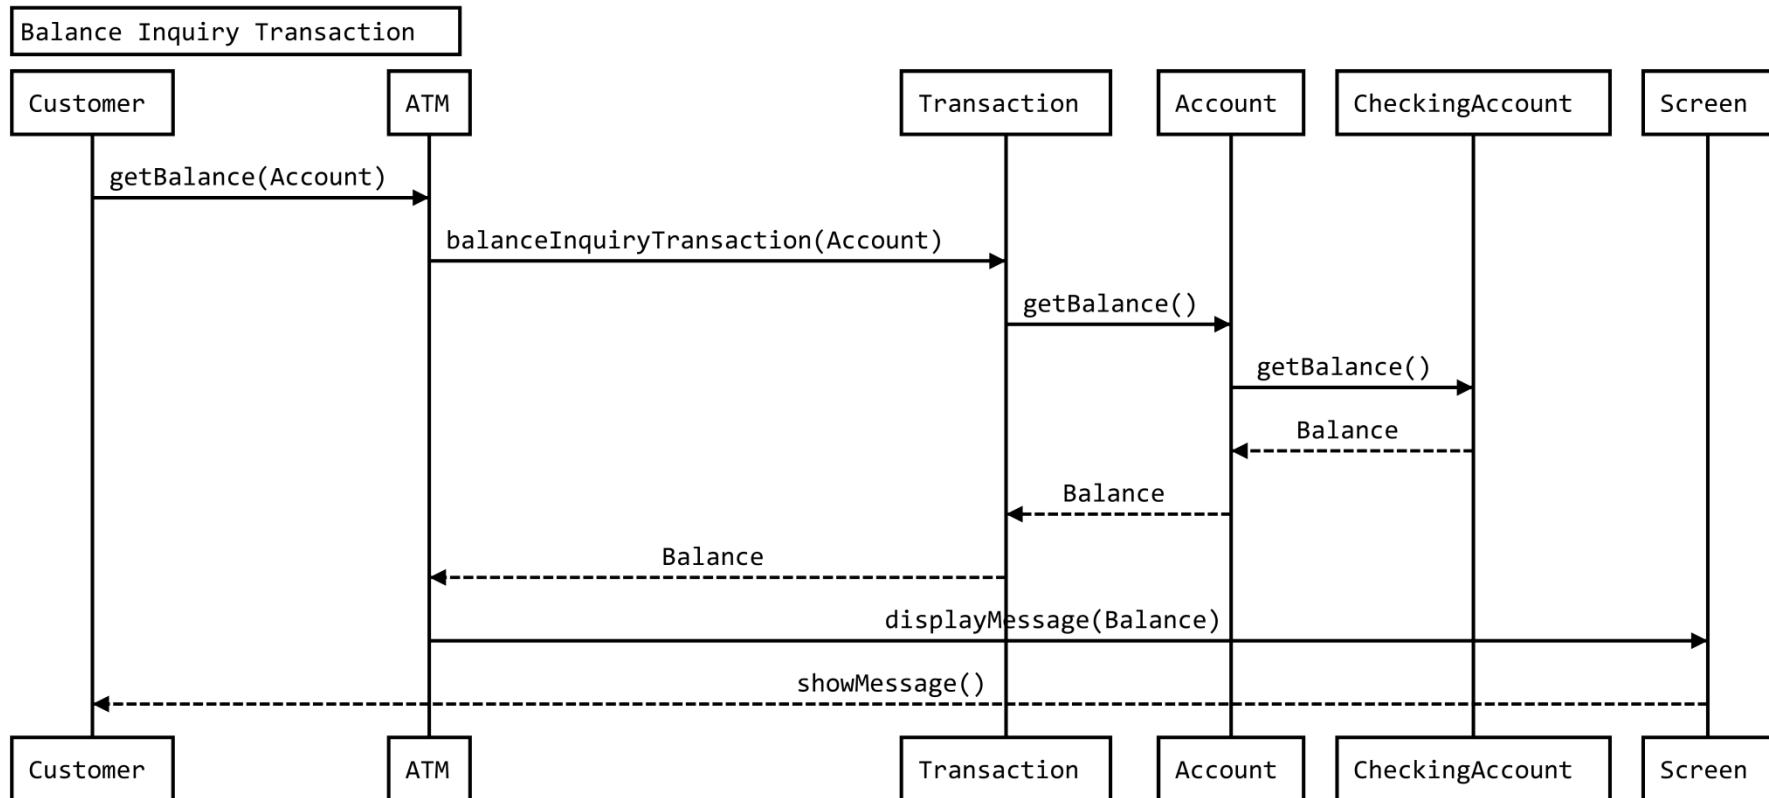 Balance Inquiry Transaction
Customer ATM Transaction Account CheckingAccount Screen
getBalance(Account)
balanceInquiryTransaction(Account)
getBalance()
getBalance()
Balance
Balance
Balance
displayMessage(Balance)
showMessage()
Customer ATM Transaction Account CheckingAccount Screen